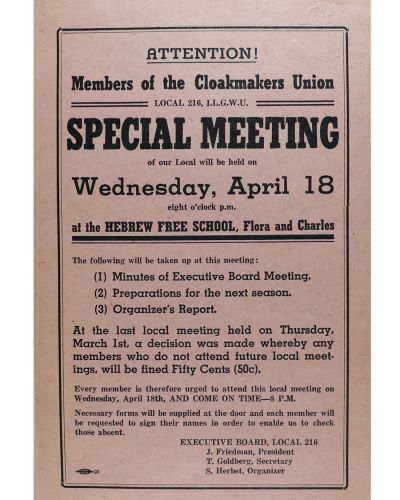 ATTENTION!
Members of the Cloakmakers Union
LOCAL 216, I.L.G.W.U.
SPECIAL MEETING
of our Local will be held on
Wednesday, April 18
eight o'clock p.m.
at the HEBREW FREE SCHOOL, Flora and Charles
The following will be taken up at this meeting:
(1) Minutes of Executive Board Meeting.
(2) Preparations for the next season.
(3) Organizer's Report.
At the last local meeting held on Thursday,
March 1st, a decision was made whereby any
members who do not attend future local meet-
ings, will be fined Fifty Cents (50c).
Every member is therefore urged to attend this local meeting on
Wednesday, April 18th, AND COME ON TIME—8 P.M.
Necessary forms will be supplied at the door and each member will
be requested to sign their names in order to enable us to check
those absent.
EXECUTIVE BOARD, LOCAL 216
J. Friedman, President
T. Goldberg, Secretary
S. Herbst, Organizer